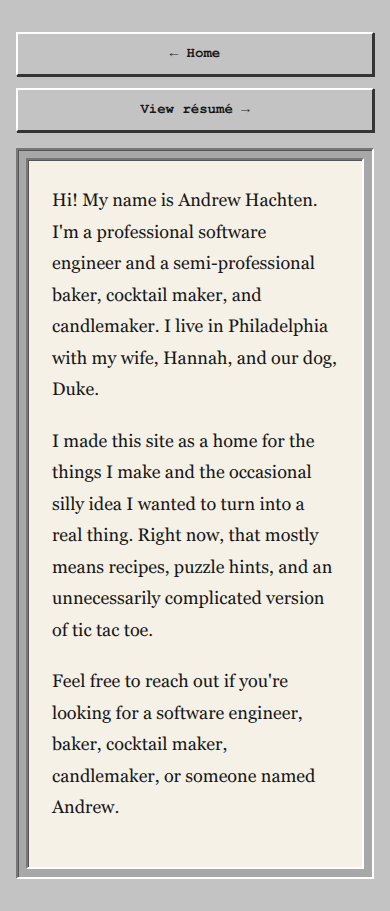 ← Home
View résumé →
Hi! My name is Andrew Hachten.
I'm a professional software
engineer and a semi-professional
baker, cocktail maker, and
candlemaker. I live in Philadelphia
with my wife, Hannah, and our dog,
Duke.
I made this site as a home for the
things I make and the occasional
silly idea I wanted to turn into a
real thing. Right now, that mostly
means recipes, puzzle hints, and an
unnecessarily complicated version
of tic tac toe.
Feel free to reach out if you're
looking for a software engineer,
baker, cocktail maker,
candlemaker, or someone named
Andrew.